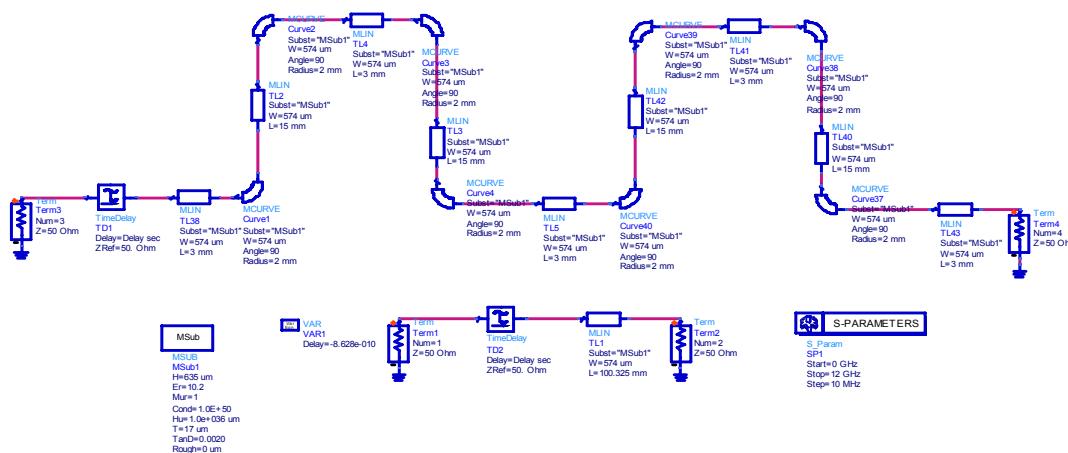 MCURVE
Curve2
Subst="MSub1"
W=574 um
Angle=90
Radius=2 mm
MLIN
TL4
Subst="MSub1"
W=574 um
L=3 mm
MCURVE
Curve3
Subst="MSub1"
W=574 um
Angle=90
Radius=2 mm
MCURVE
Curve39
Subst="MSub1"
W=574 um
Angle=90
Radius=2 mm
MLIN
TL41
Subst="MSub1"
W=574 um
L=3 mm
MCURVE
Curve38
Subst="MSub1"
W=574 um
Angle=90
Radius=2 mm
MLIN
TL2
Subst="MSub1"
W=574 um
L=15 mm
MLIN
TL3
Subst="MSub1"
W=574 um
L=15 mm
MLIN
TL42
Subst="MSub1"
W=574 um
L=15 mm
MLIN
TL40
Subst="MSub1"
W=574 um
L=15 mm
Term
Term3
Num=3
Z=50 Ohm
TimeDelay
TD1
Delay=Delay sec
ZRef=50. Ohm
MLIN
TL38
Subst="MSub1"
W=574 um
L=3 mm
MCURVE
Curve1
Subst="MSub1"
W=574 um
Angle=90
Radius=2 mm
MCURVE
Curve4
Subst="MSub1"
W=574 um
Angle=90
Radius=2 mm
MLIN
TL5
Subst="MSub1"
W=574 um
L=3 mm
MCURVE
Curve40
Subst="MSub1"
W=574 um
Angle=90
Radius=2 mm
MCURVE
Curve37
Subst="MSub1"
W=574 um
Angle=90
Radius=2 mm
MLIN
TL43
Subst="MSub1"
W=574 um
L=3 mm
Term
Term4
Num=4
Z=50 Oh
MSub
MSUB
MSub1
H=635 um
Er=10.2
Mur=1
Cond=1.0E+50
Hu=1.0e+036 um
T=17 um
TanD=0.0020
Rough=0 um
VAR
VAR1
Delay=-8.628e-010
Term
Term1
Num=1
Z=50 Ohm
TimeDelay
TD2
Delay=Delay sec
ZRef=50. Ohm
MLIN
TL1
Subst="MSub1"
W=574 um
L=100.325 mm
Term
Term2
Num=2
Z=50 Ohm
S-PARAMETERS
S_Param
SP1
Start=0 GHz
Stop=12 GHz
Step=10 MHz